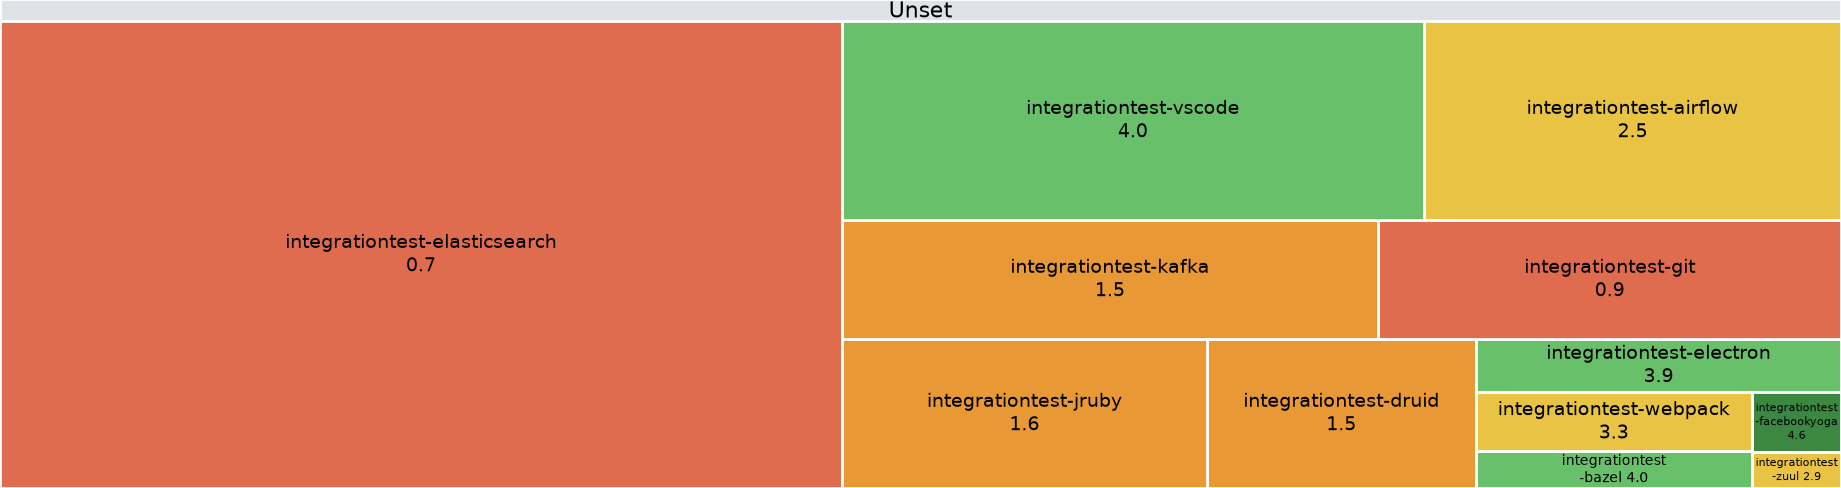 Unset
integrationtest-elasticsearch
0.7
integrationtest-vscode
4.0
integrationtest-airflow
2.5
integrationtest-kafka
1.5
integrationtest-git
0.9
integrationtest-jruby
1.6
integrationtest-druid
1.5
integrationtest-electron
3.9
integrationtest-webpack
3.3
integrationtest
-facebookyoga
4.6
integrationtest
-bazel 4.0
integrationtest
-zuul 2.9